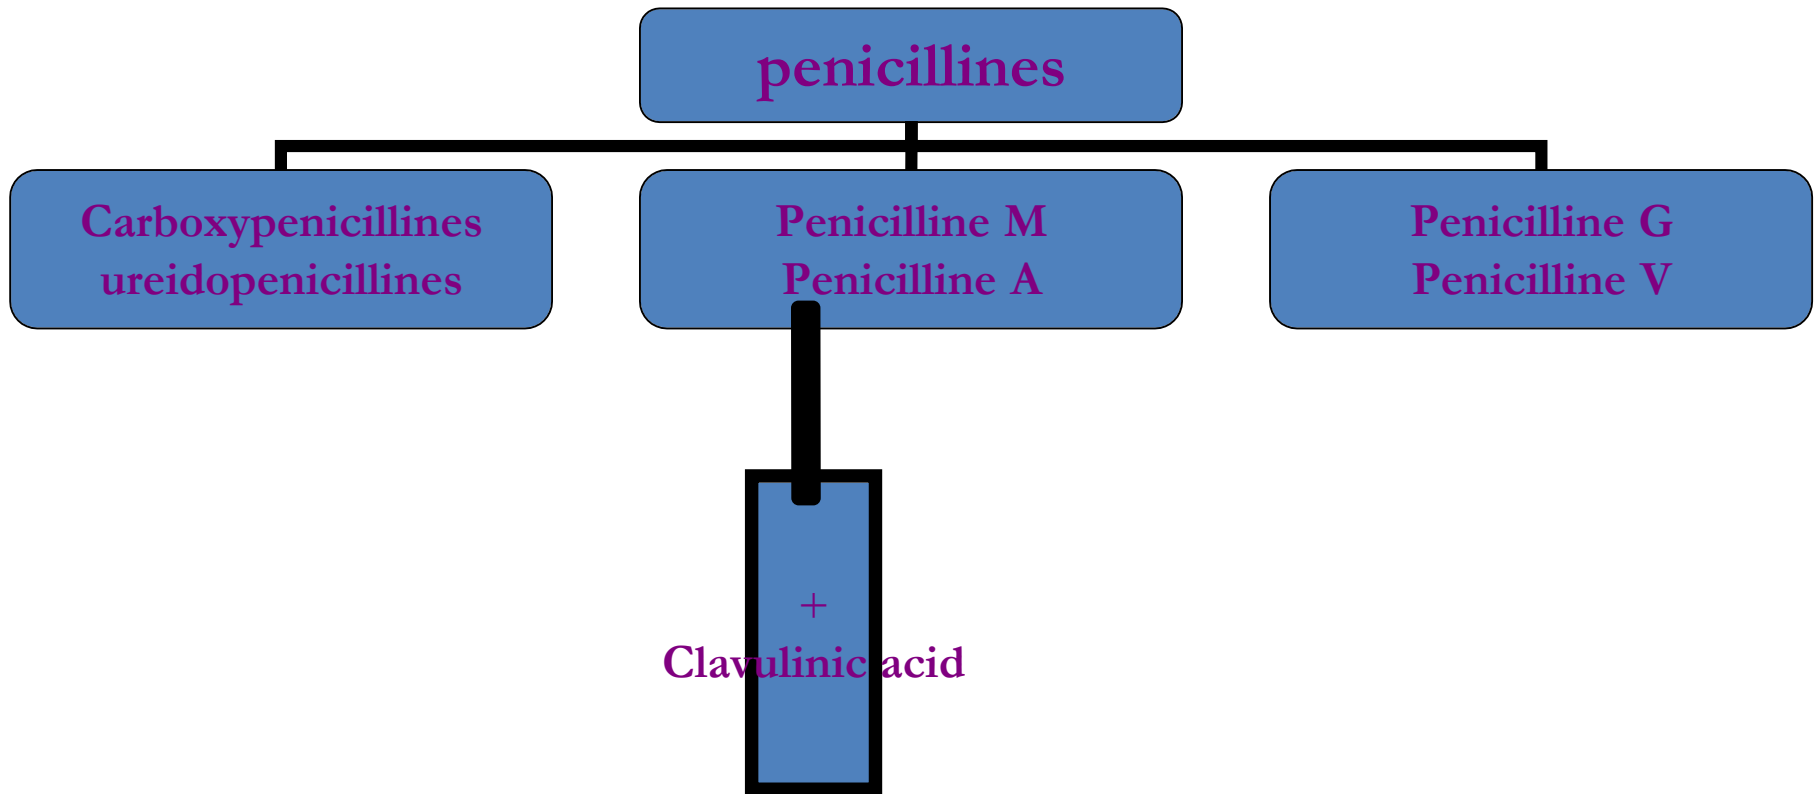 penicillines
Carboxypenicillines
ureidopenicillines
Penicilline M
Penicilline A
Penicilline G
Penicilline V
+
Clavulinic acid